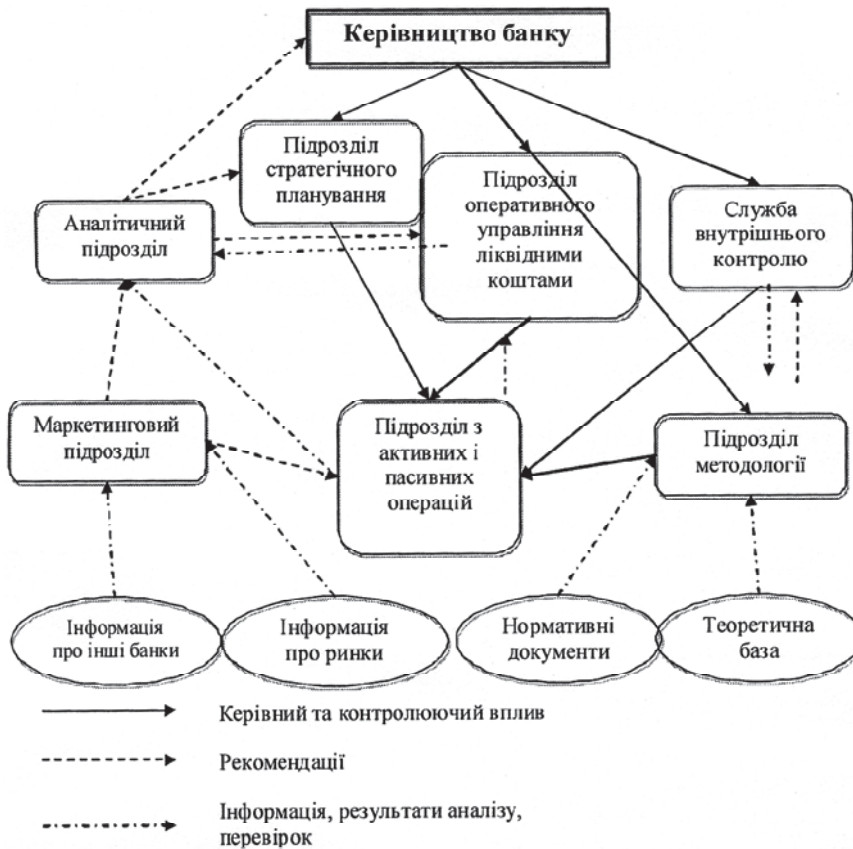 Керівництво банку
Підрозділ
стратегічного
планування
Підрозділ
оперативного
управління
ліквідними
коштами
Служба
внутрішнього
контролю
Аналітичний
підрозділ
Маркетинговий
підрозділ
Підрозділ з
активних і
пасивних
операцій
Підрозділ
методології
Інформація
про інші банки
Інформація
про ринки
Нормативні
документи
Теоретична
база
Керівний та контролюючий вплив
Рекомендації
Інформація, результати аналізу,
перевірок